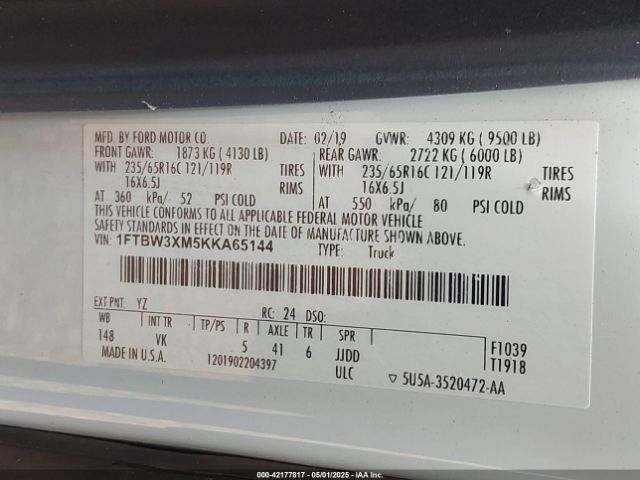 MFD. BY FORD MOTOR CO. DATE: 02/19 GVWR: 4309 KG ( 9500 LB)
FRONT GAWR: 1873 KG ( 4130 LB) REAR GAWR: 2722 KG ( 6000 LB)
WITH 235/65R16C 121/119R TIRES WITH 235/65R16C 121/119R TIRES
16X6.5J RIMS 16X6.5J RIMS
AT 360 kPa/ 52 PSI COLD AT 550 kPa/ 80 PSI COLD
THIS VEHICLE CONFORMS TO ALL APPLICABLE FEDERAL MOTOR VEHICLE
SAFETY STANDARDS IN EFFECT ON THE DATE OF MANUFACTURE SHOWN ABOVE.
VIN: 1FTBW3XM5KKA65144 TYPE: Truck
EXT PNT: YZ RC: 24 DSO:
WB INT TR TP/PS R AXLE TR SPR F1039
148 VK 5 41 6 JJDD T1918
MADE IN U.S.A. 1201902204397 ULC 5U5A-3520472-AA
000-42177817 - 05/01/2025 - IAA Inc.